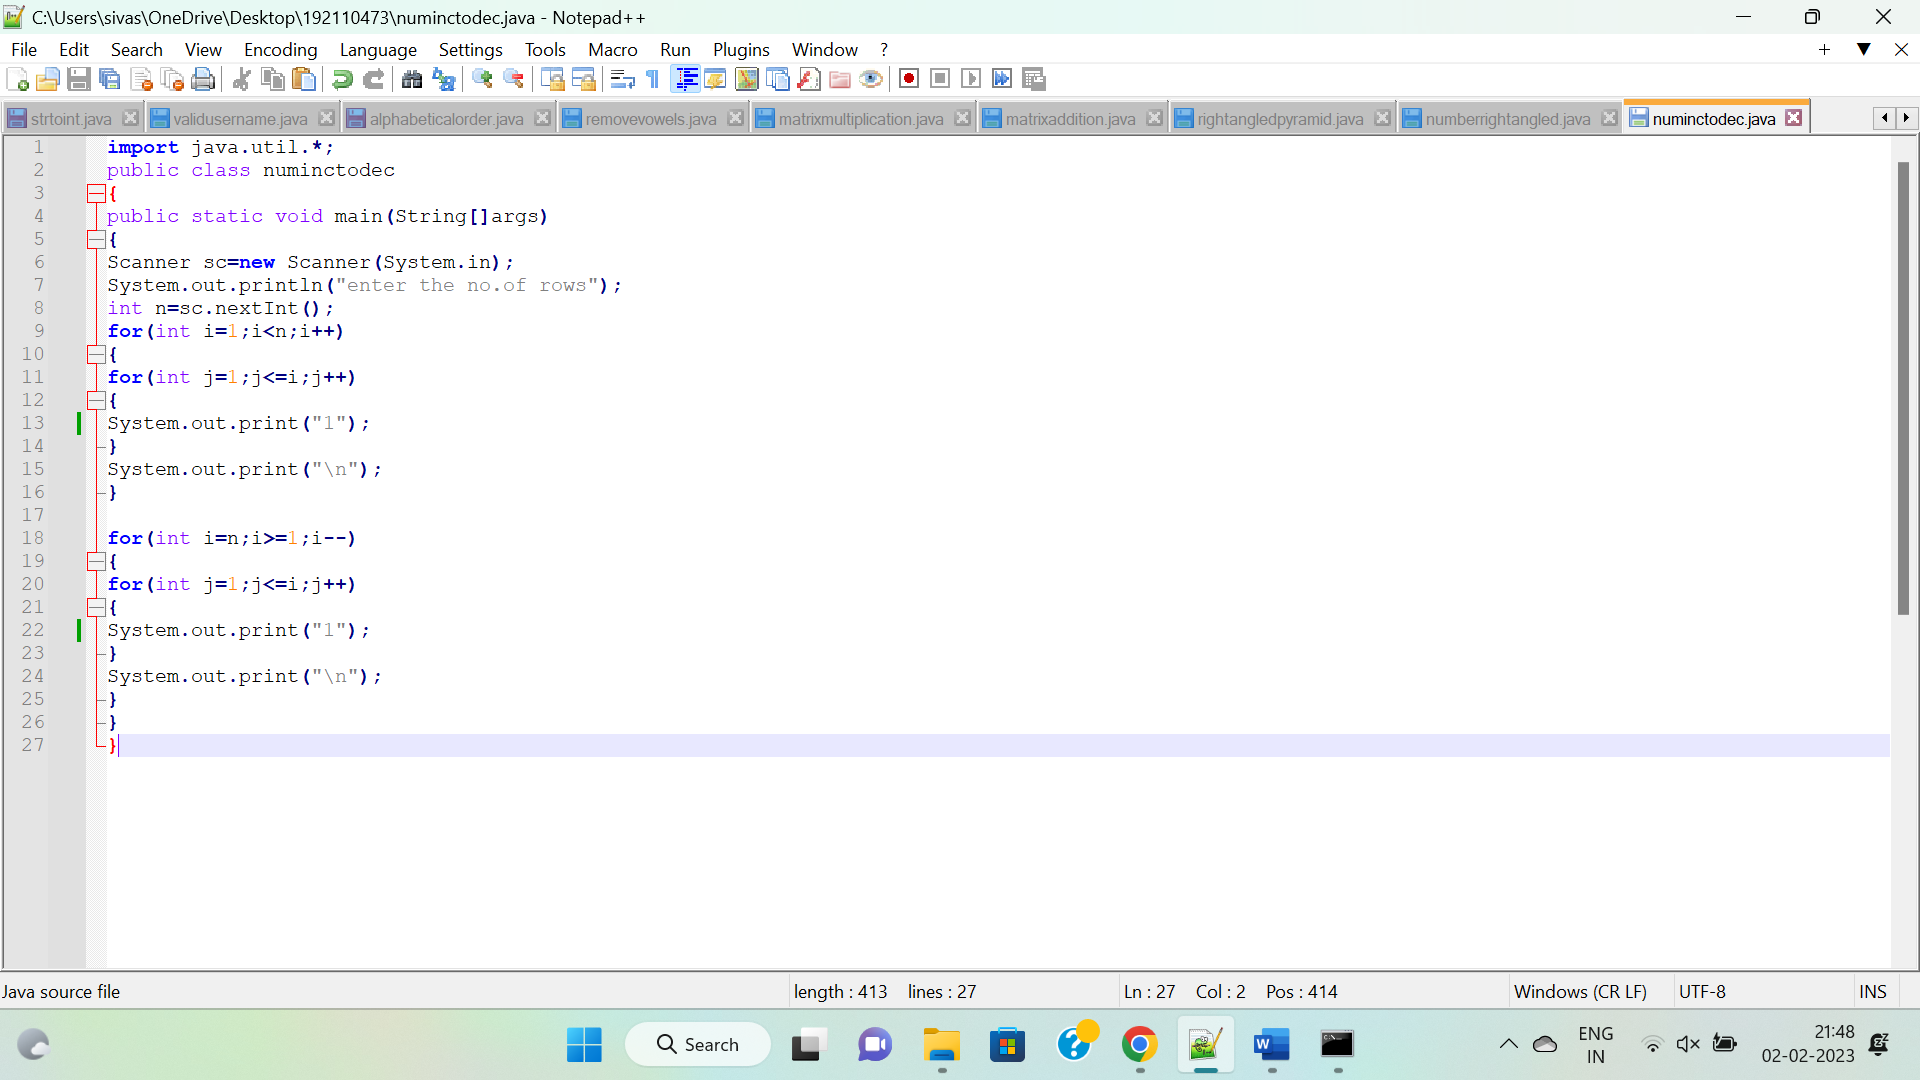 C:\Users\sivas\OneDrive\Desktop\192110473\numinctodec.java - Notepad++
File Edit Search View Encoding Language Settings Tools Macro Run Plugins Window ?
strtoint.java validusername.java alphabeticalorder.java removevowels.java matrixmultiplication.java matrixaddition.java rightangledpyramid.java numberrightangled.java numinctodec.java
1 import java.util.*;
2 public class numinctodec
3 {
4 public static void main(String[]args)
5 {
6 Scanner sc=new Scanner(System.in);
7 System.out.println("enter the no.of rows");
8 int n=sc.nextInt();
9 for(int i=1;i<n;i++)
10 {
11 for(int j=1;j<=i;j++)
12 {
13 System.out.print("1");
14 }
15 System.out.print("\n");
16 }
17
18 for(int i=n;i>=1;i--)
19 {
20 for(int j=1;j<=i;j++)
21 {
22 System.out.print("1");
23 }
24 System.out.print("\n");
25 }
26 }
27 }
Java source file length : 413 lines : 27 Ln : 27 Col : 2 Pos : 414 Windows (CR LF) UTF-8 INS
Search
ENG
IN
21:48
02-02-2023